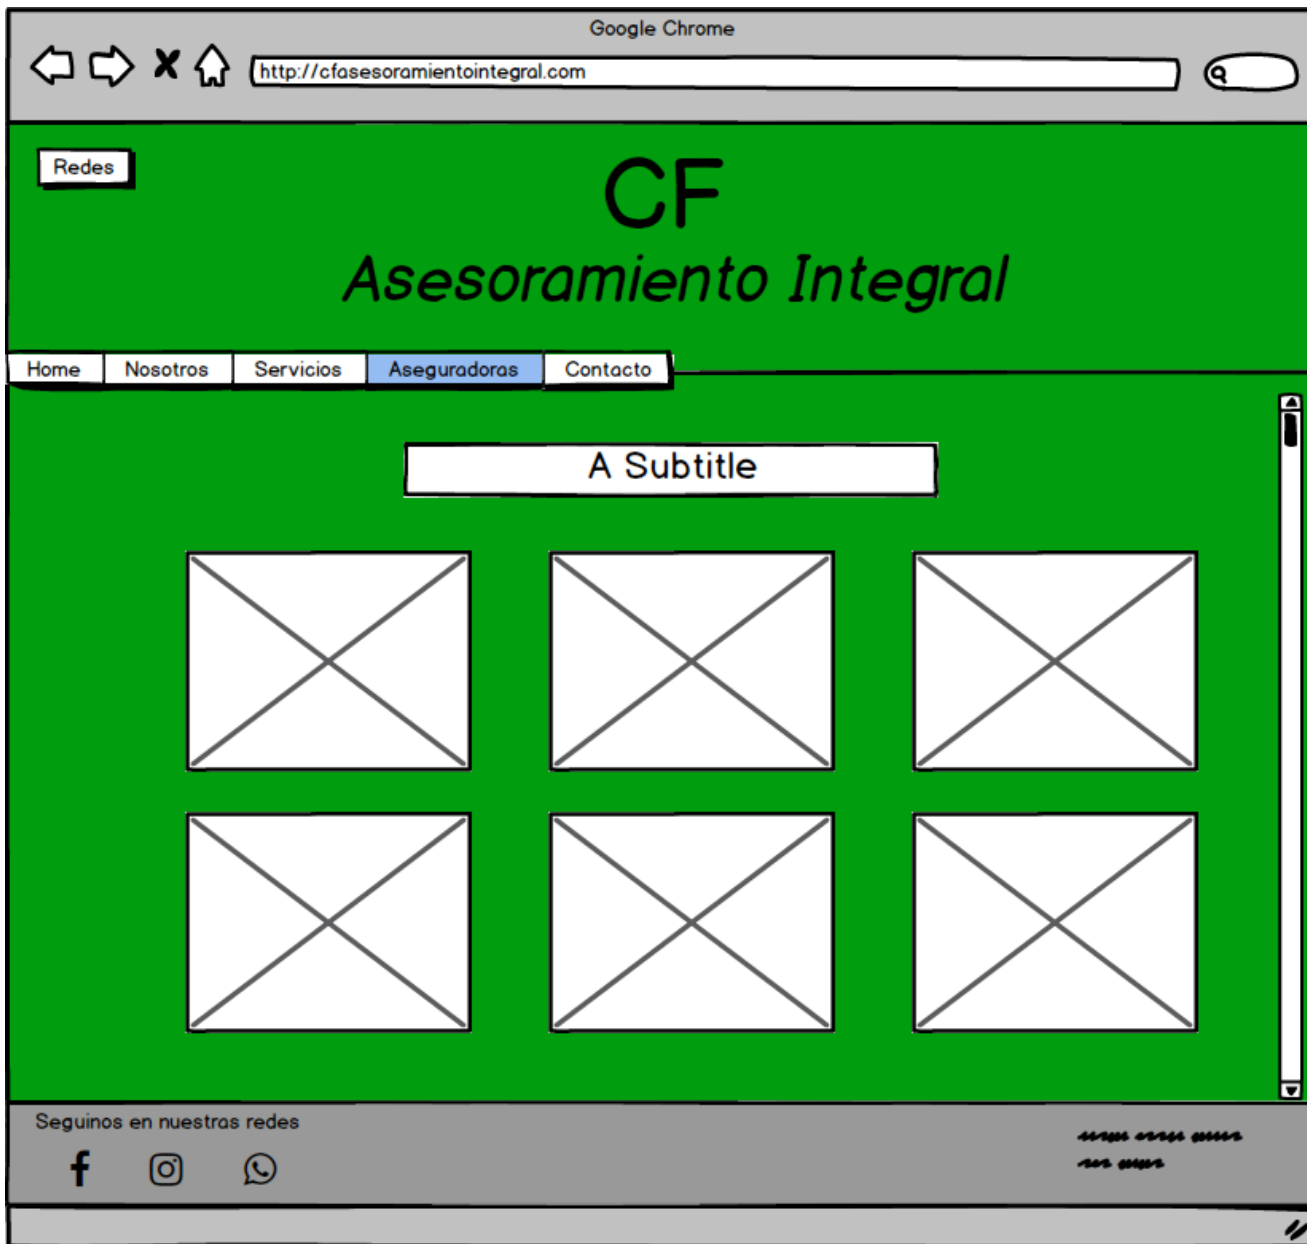 Google Chrome
http://cfasesoramientointegral.com
Redes
CF
Asesoramiento Integral
Home Nosotros Servicios Aseguradoras Contacto
A Subtitle
Seguinos en nuestras redes